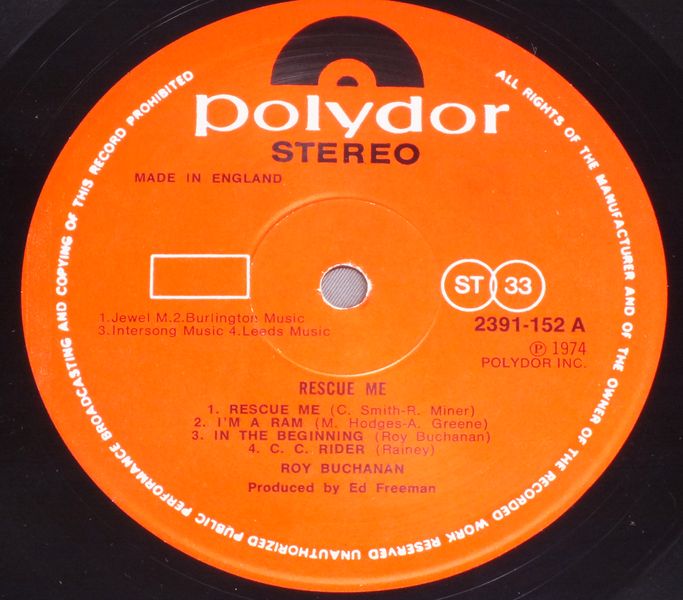 polydor
STEREO
MADE IN ENGLAND
ST 33
1.Jewel M.2.Burlington Music
3.Intersong Music 4.Leeds Music
2391-152 A
Ⓟ 1974
POLYDOR INC.
RESCUE ME
1. RESCUE ME (C. Smith-R. Miner)
2. I'M A RAM (M. Hodges-A. Greene)
3. IN THE BEGINNING (Roy Buchanan)
4. C. C. RIDER (Rainey)
ROY BUCHANAN
Produced by Ed Freeman
ALL RIGHTS OF THE MANUFACTURER AND OF THE OWNER OF THE RECORDED WORK RESERVED UNAUTHORIZED PUBLIC PERFORMANCE BROADCASTING AND COPYING OF THIS RECORD PROHIBITED